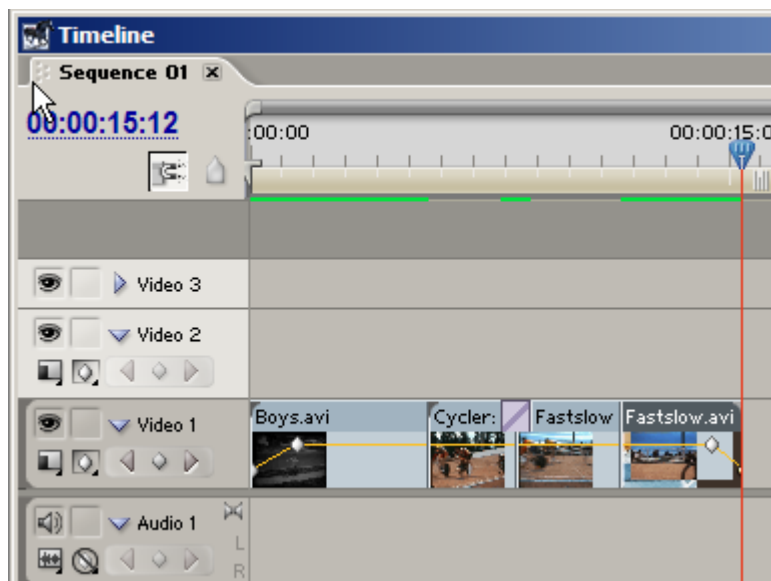 Timeline
Sequence 01
00:00:15:12
:00:00 00:00:15:0
Video 3
Video 2
Video 1
Boys.avi Cycler: Fastslow Fastslow.avi
Audio 1
L
R